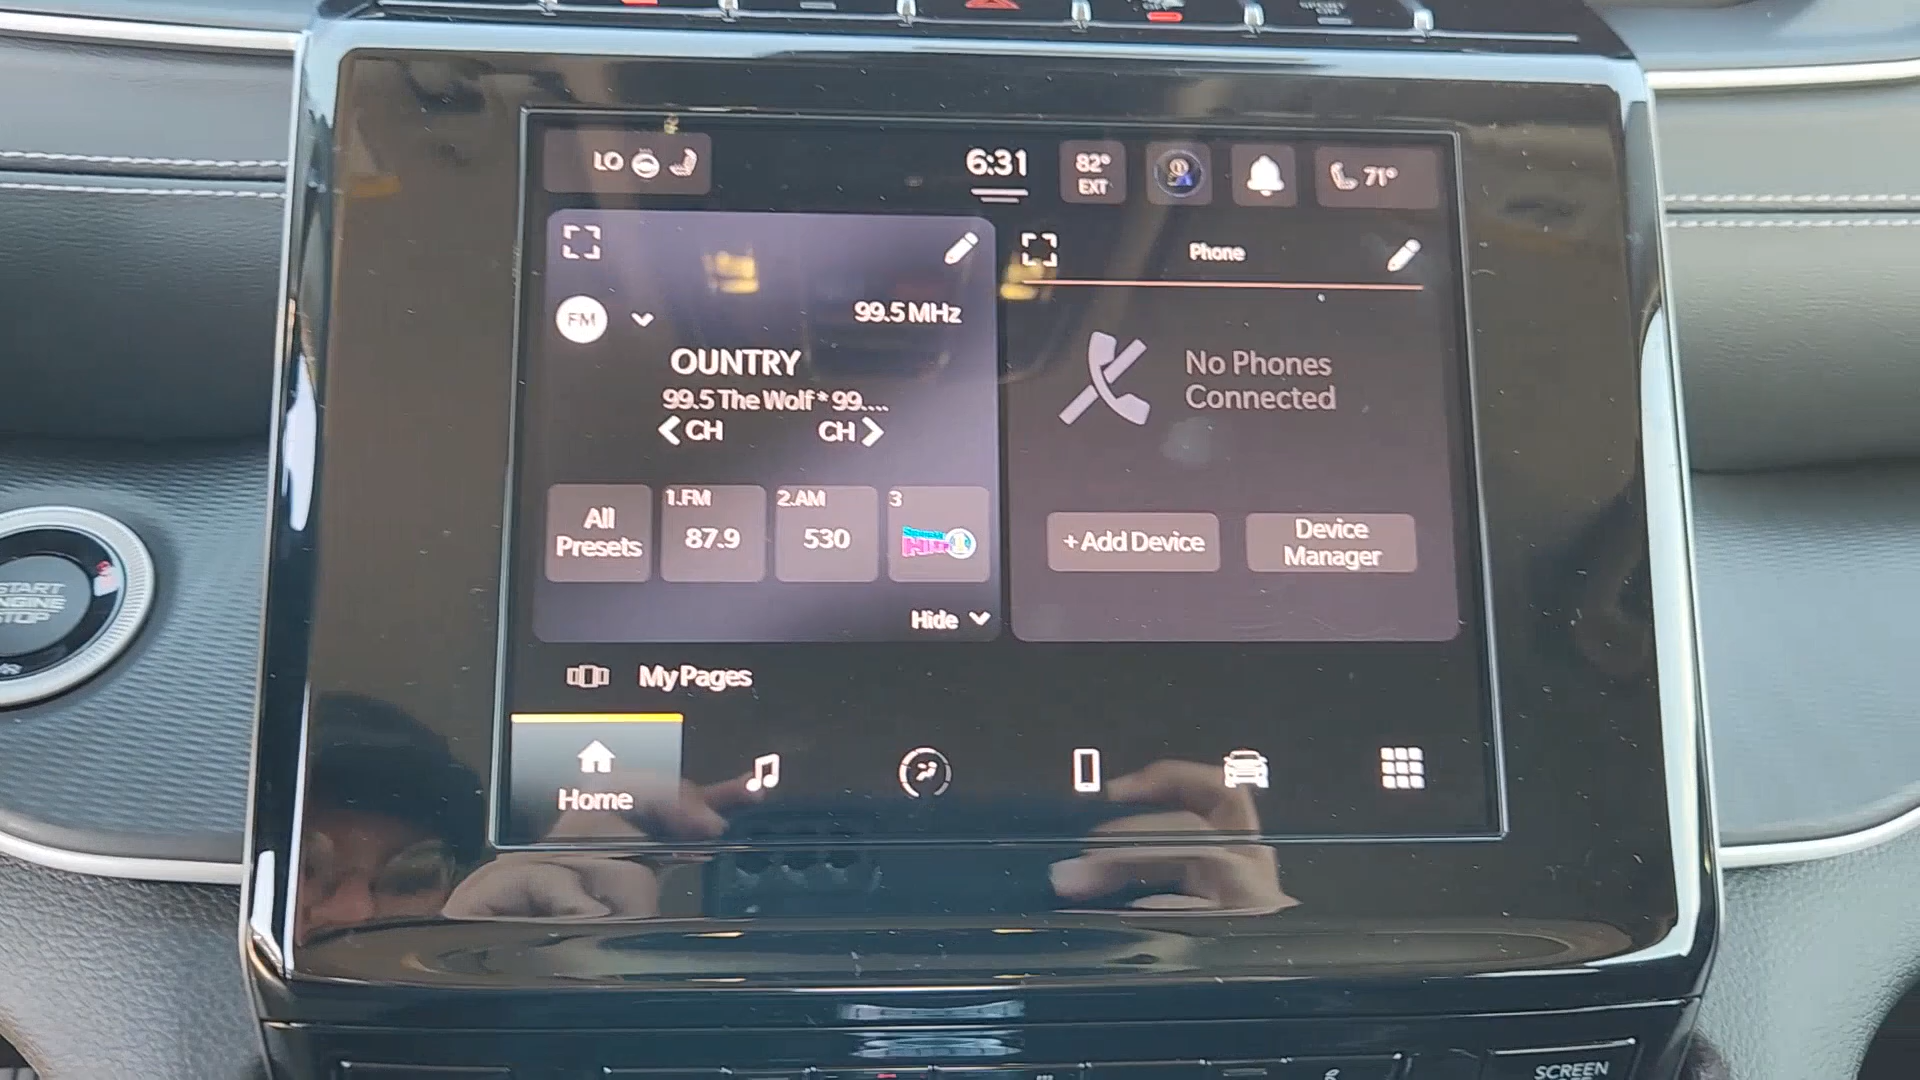 LO
6:31
82°
EXT
71°
Phone
FM
99.5 MHz
OUNTRY
99.5 The Wolf * 99....
CH
CH
No Phones
Connected
All
Presets
1.FM
87.9
2.AM
530
3
+ Add Device
Device
Manager
Hide
My Pages
Home
START
ENGINE
STOP
SCREEN